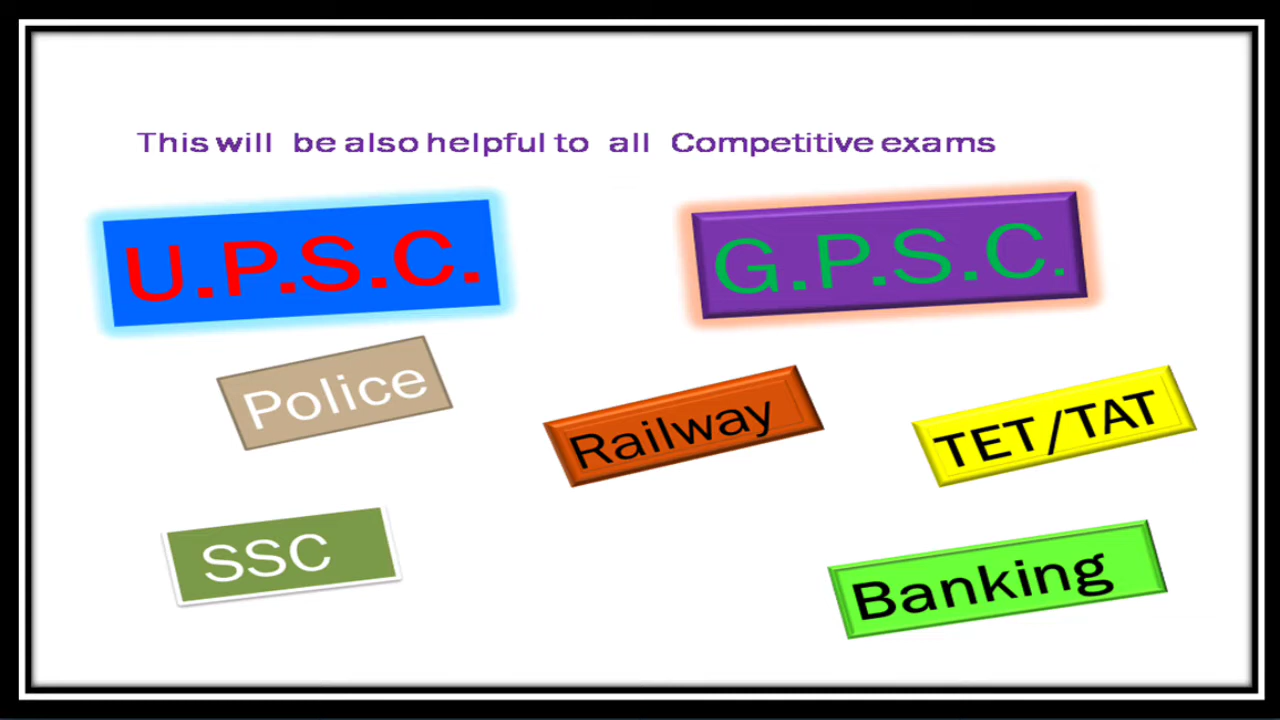 This will be also helpful to all Competitive exams
U.P.S.C.
G.P.S.C.
Police
Railway
TET/TAT
SSC
Banking